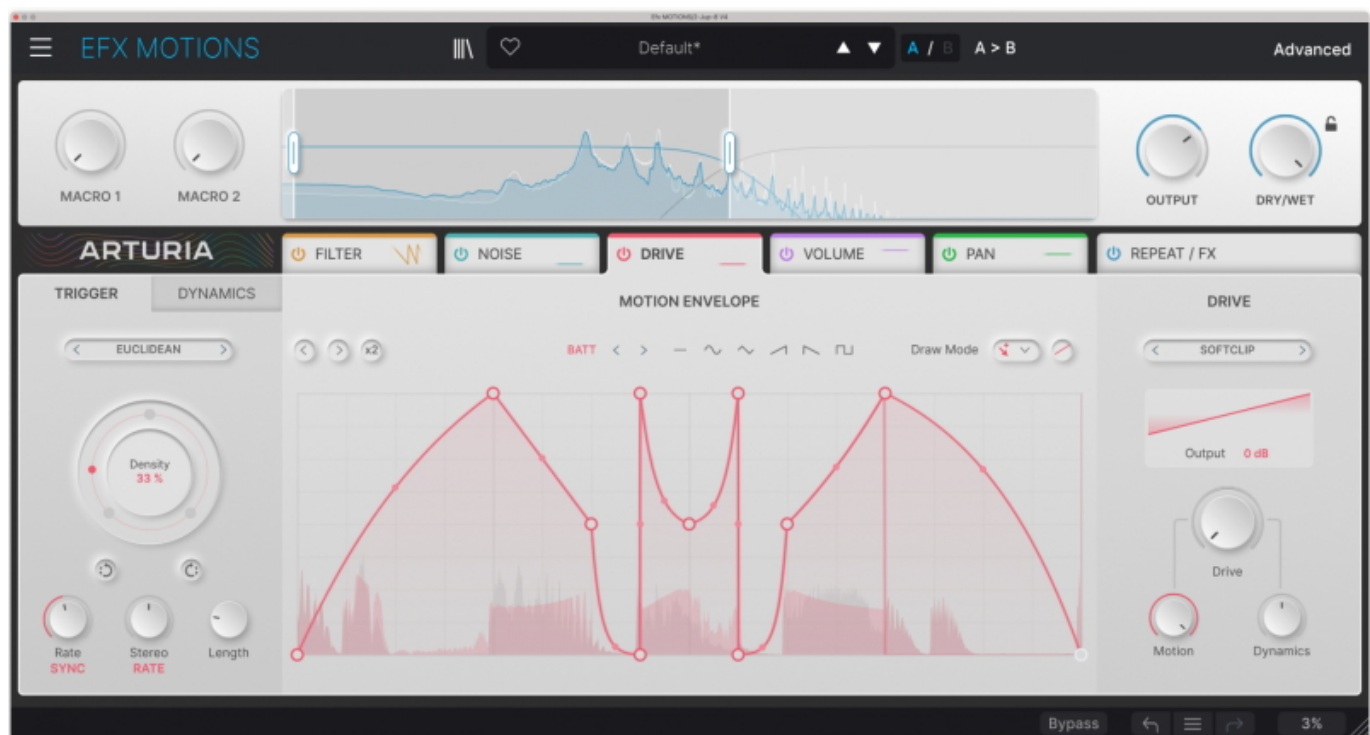 EFX MOTIONS
Default*
A / B
A > B
Advanced
MACRO 1
MACRO 2
OUTPUT
DRY/WET
ARTURIA
FILTER
NOISE
DRIVE
VOLUME
PAN
REPEAT / FX
TRIGGER
DYNAMICS
MOTION ENVELOPE
DRIVE
EUCLIDEAN
x2
BATT
Draw Mode
SOFTCLIP
Density
33 %
Output 0 dB
Drive
Rate
SYNC
Stereo
RATE
Length
Motion
Dynamics
Bypass
3%